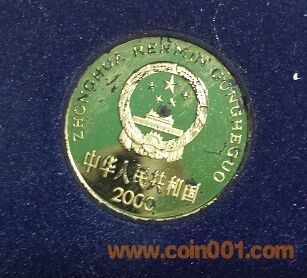 ZHONGHUA RENMIN GONGHEGUO
中华人民共和国
2000
www.coin001.com